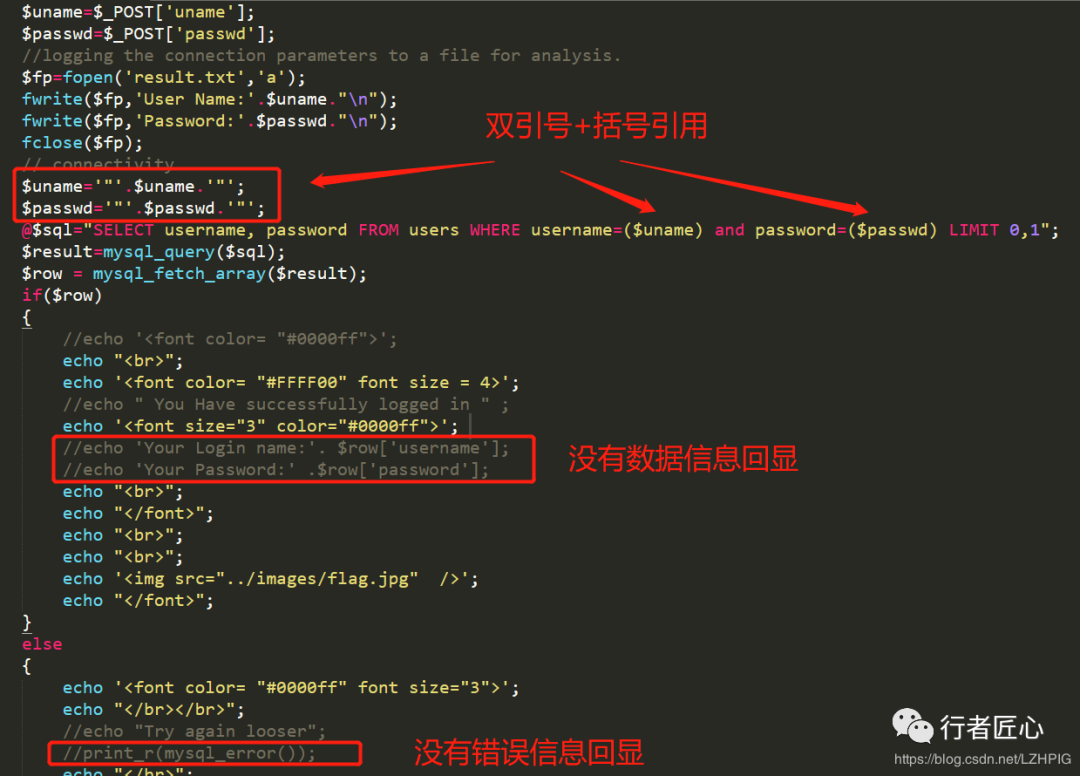 $uname=$_POST['uname'];
$passwd=$_POST['passwd'];
//logging the connection parameters to a file for analysis.
$fp=fopen('result.txt','a');
fwrite($fp,'User Name:'.$uname."\n");
fwrite($fp,'Password:'.$passwd."\n");
fclose($fp);
双引号+括号引用
// connectivity
$uname='"'.$uname.'"';
$passwd='"'.$passwd.'"';
@$sql="SELECT username, password FROM users WHERE username=($uname) and password=($passwd) LIMIT 0,1";
$result=mysql_query($sql);
$row = mysql_fetch_array($result);
if($row)
{
//echo '<font color= "#0000ff">';
echo "<br>";
echo '<font color= "#FFFF00" font size = 4>';
//echo " You Have successfully logged in " ;
echo '<font size="3" color="#0000ff">';
//echo 'Your Login name:'. $row['username'];
没有数据信息回显
//echo 'Your Password:' .$row['password'];
echo "<br>";
echo "</font>";
echo "<br>";
echo "<br>";
echo '<img src="../images/flag.jpg"  />';
echo "</font>";
}
else
{
echo '<font color= "#0000ff" font size="3">';
echo "</br></br>";
//echo "Try again looser";
//print_r(mysql_error());
没有错误信息回显
echo "</br>";
行者匠心
https://blog.csdn.net/LZHPIG